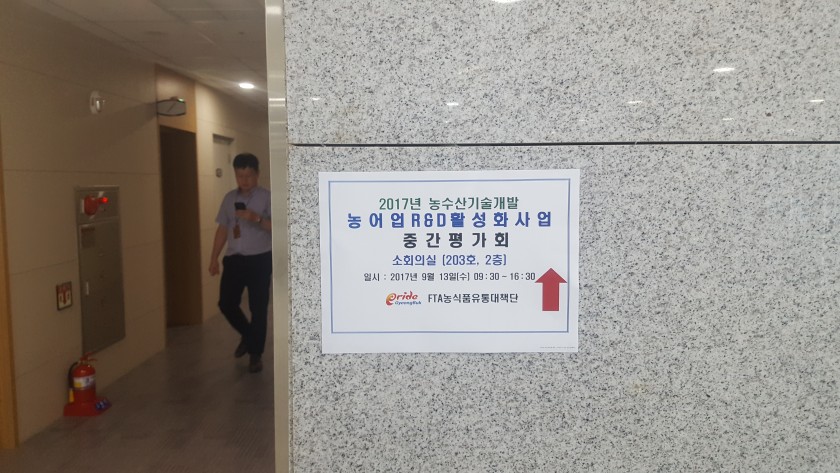 2017년 농수산기술개발
농어업R&D활성화사업
중간평가회
소회의실 [203호, 2층]
일시 : 2017년 9월 13일(수) 09:30 - 16:30
Pride GyeongBuk FTA농식품유통대책단